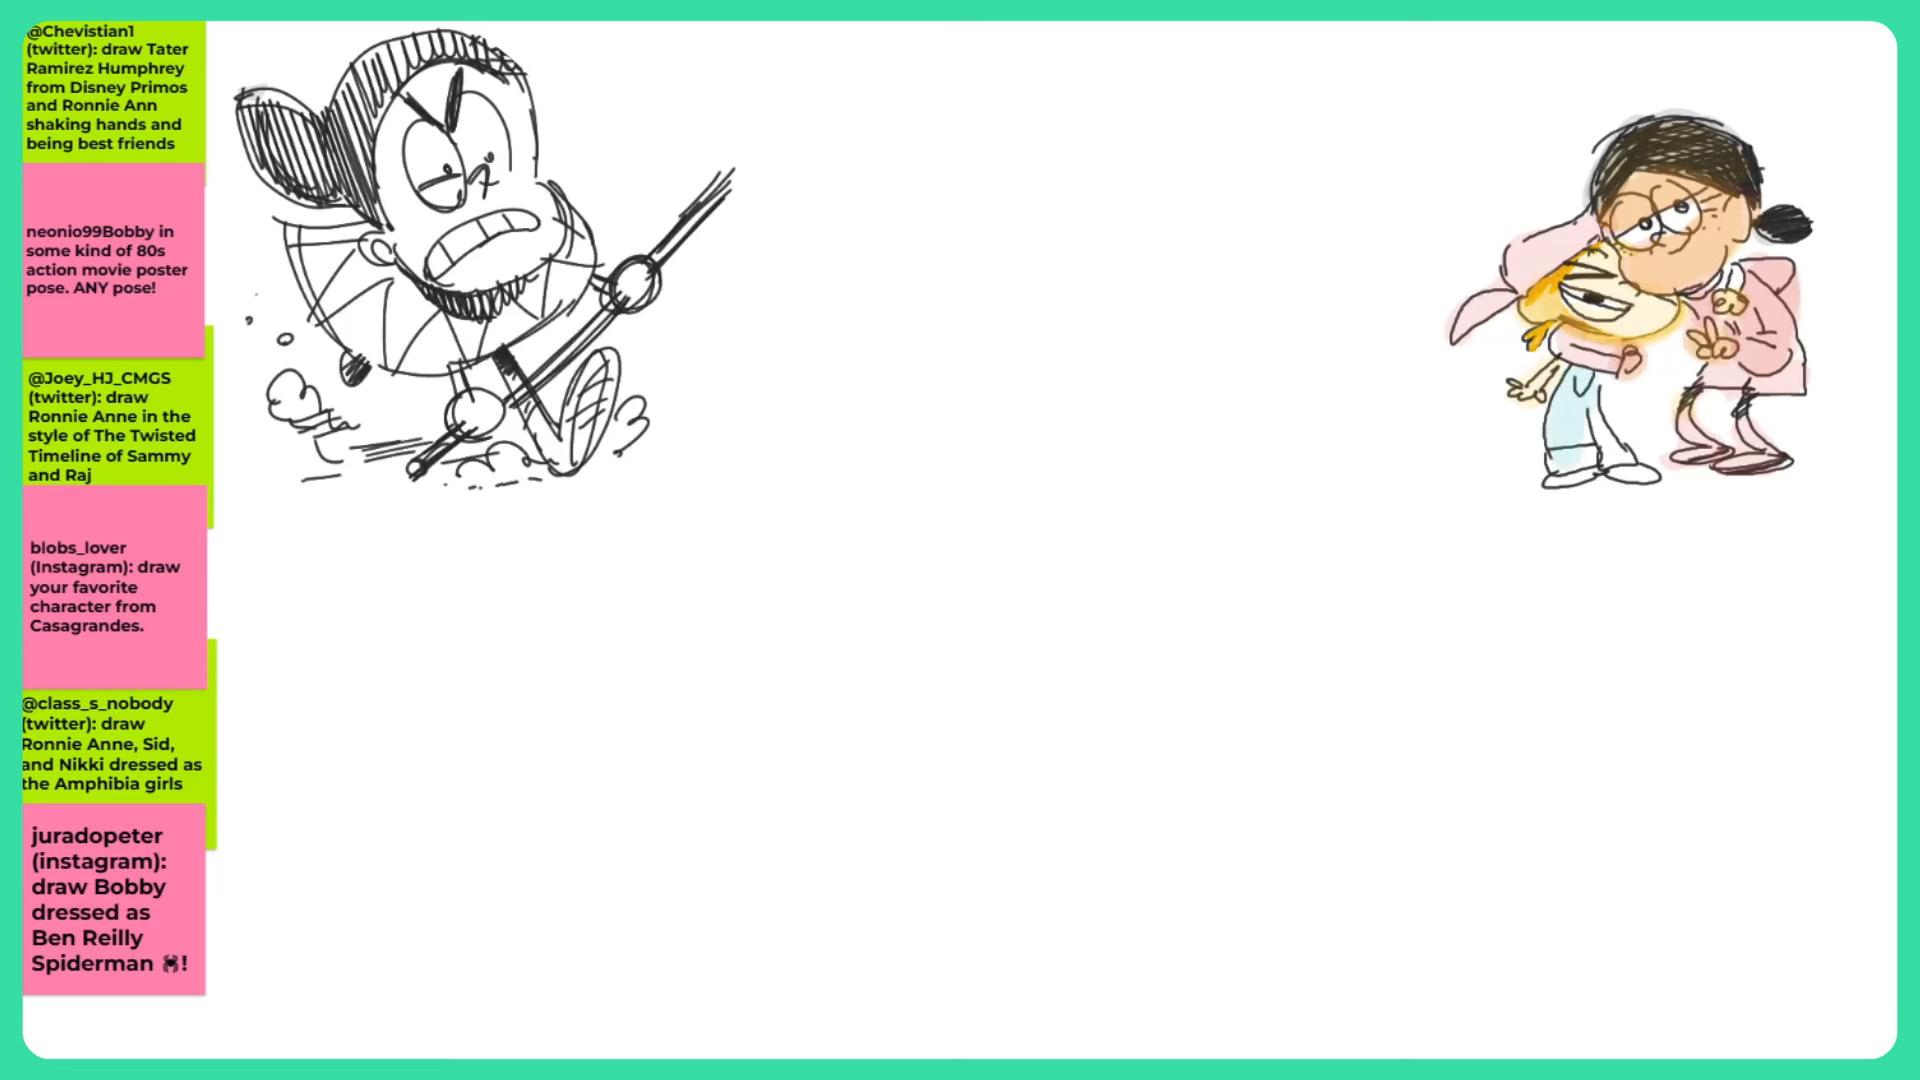 @Chevistian1
(twitter): draw Tater
Ramirez Humphrey
from Disney Primos
and Ronnie Ann
shaking hands and
being best friends
neonio99Bobby in
some kind of 80s
action movie poster
pose. ANY pose!
@Joey_HJ_CMGS
(twitter): draw
Ronnie Anne in the
style of The Twisted
Timeline of Sammy
and Raj
blobs_lover
(Instagram): draw
your favorite
character from
Casagrandes.
@class_s_nobody
(twitter): draw
Ronnie Anne, Sid,
and Nikki dressed as
the Amphibia girls
juradopeter
(instagram):
draw Bobby
dressed as
Ben Reilly
Spiderman 🕷!